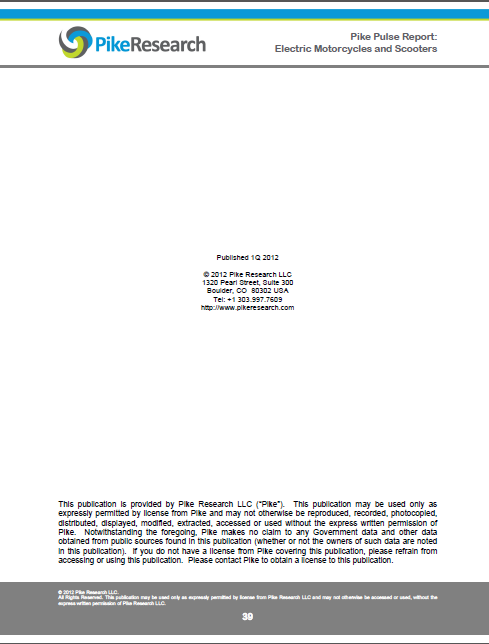 PikeResearch
Pike Pulse Report:
Electric Motorcycles and Scooters
Published 1Q 2012
© 2012 Pike Research LLC
1320 Pearl Street, Suite 300
Boulder, CO  80302 USA
Tel: +1 303.997.7609
http://www.pikeresearch.com
This publication is provided by Pike Research LLC ("Pike").  This publication may be used only as
expressly permitted by license from Pike and may not otherwise be reproduced, recorded, photocopied,
distributed, displayed, modified, extracted, accessed or used without the express written permission of
Pike.  Notwithstanding the foregoing, Pike makes no claim to any Government data and other data
obtained from public sources found in this publication (whether or not the owners of such data are noted
in this publication).  If you do not have a license from Pike covering this publication, please refrain from
accessing or using this publication.  Please contact Pike to obtain a license to this publication.
© 2012 Pike Research LLC.
All Rights Reserved. This publication may be used only as expressly permitted by license from Pike Research LLC and may not otherwise be accessed or used, without the
express written permission of Pike Research LLC.
39